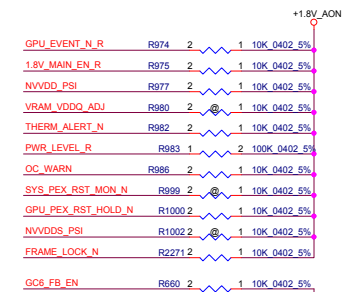 +1.8V_AON
GPU_EVENT_N_R R974 2 1 10K_0402_5%
1.8V_MAIN_EN_R R975 2 1 10K_0402_5%
NVVDD_PSI R977 2 1 10K_0402_5%
VRAM_VDDQ_ADJ R980 2 @ 1 10K_0402_5%
THERM_ALERT_N R982 2 1 10K_0402_5%
PWR_LEVEL_R R983 1 2 100K_0402_5%
OC_WARN R986 2 1 10K_0402_5%
SYS_PEX_RST_MON_N R999 2 @ 1 10K_0402_5%
GPU_PEX_RST_HOLD_N R1000 2 1 10K_0402_5%
NVVDDS_PSI R1002 2 @ 1 10K_0402_5%
FRAME_LOCK_N R2271 2 1 10K_0402_5%
GC6_FB_EN R660 2 1 10K_0402_5%